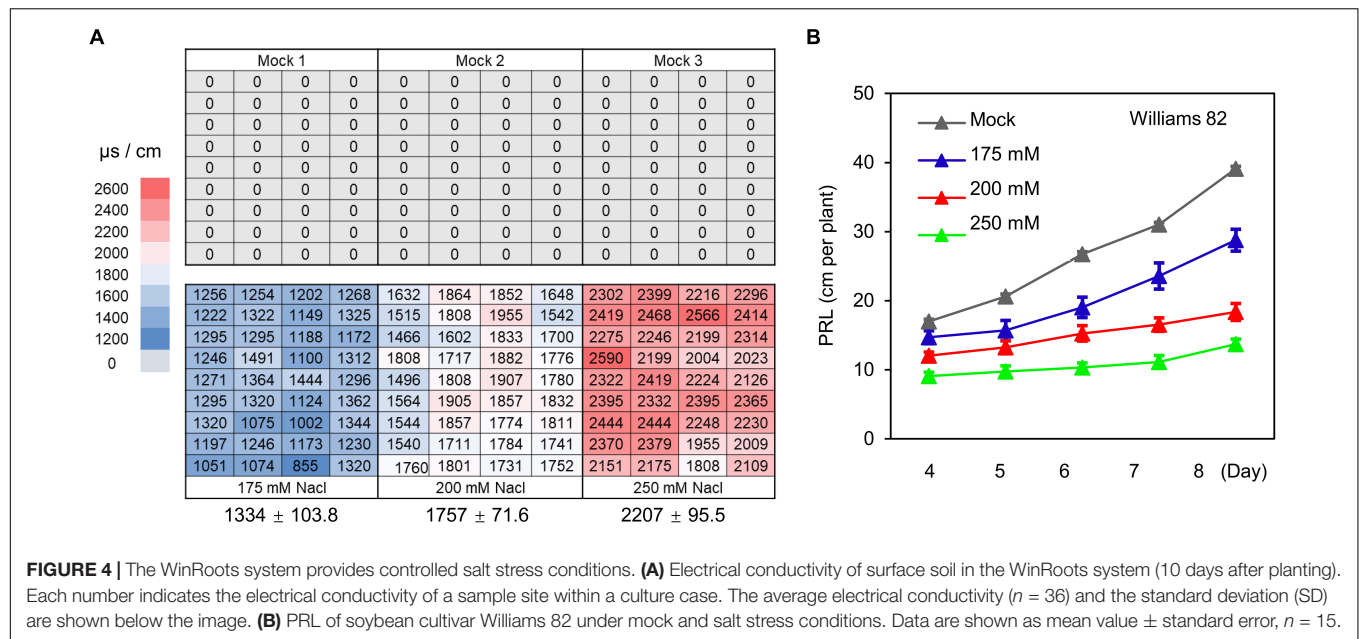 A
Mock 1 Mock 2 Mock 3
0 0 0 0 0 0 0 0 0 0 0 0
0 0 0 0 0 0 0 0 0 0 0 0
0 0 0 0 0 0 0 0 0 0 0 0
0 0 0 0 0 0 0 0 0 0 0 0
0 0 0 0 0 0 0 0 0 0 0 0
0 0 0 0 0 0 0 0 0 0 0 0
0 0 0 0 0 0 0 0 0 0 0 0
0 0 0 0 0 0 0 0 0 0 0 0
0 0 0 0 0 0 0 0 0 0 0 0
μs / cm
2600
2400
2200
2000
1800
1600
1400
1200
0
1256 1254 1202 1268 1632 1864 1852 1648 2302 2399 2216 2296
1222 1322 1149 1325 1515 1808 1955 1542 2419 2468 2566 2414
1295 1295 1188 1172 1466 1602 1833 1700 2275 2246 2199 2314
1246 1491 1100 1312 1808 1717 1882 1776 2590 2199 2004 2023
1271 1364 1444 1296 1496 1808 1907 1780 2322 2419 2224 2126
1295 1320 1124 1362 1564 1905 1857 1832 2395 2332 2395 2365
1320 1075 1002 1344 1544 1857 1774 1811 2444 2444 2248 2230
1197 1246 1173 1230 1540 1711 1784 1741 2370 2379 1955 2009
1051 1074 855 1320 1760 1801 1731 1752 2151 2175 1808 2109
175 mM Nacl 200 mM Nacl 250 mM Nacl
1334 ± 103.8 1757 ± 71.6 2207 ± 95.5
B
PRL (cm per plant)
50
40
30
20
10
0
Mock
175 mM
200 mM
250 mM
Williams 82
4 5 6 7 8 (Day)
FIGURE 4 | The WinRoots system provides controlled salt stress conditions. (A) Electrical conductivity of surface soil in the WinRoots system (10 days after planting).
Each number indicates the electrical conductivity of a sample site within a culture case. The average electrical conductivity (n = 36) and the standard deviation (SD)
are shown below the image. (B) PRL of soybean cultivar Williams 82 under mock and salt stress conditions. Data are shown as mean value ± standard error, n = 15.